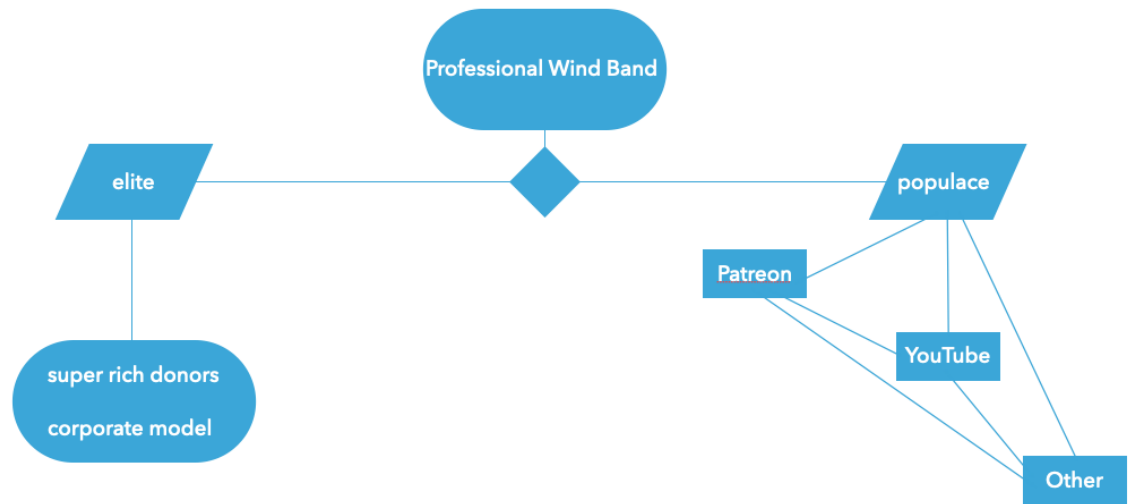 Professional Wind Band
elite
populace
Patreon
YouTube
super rich donors
corporate model
Other